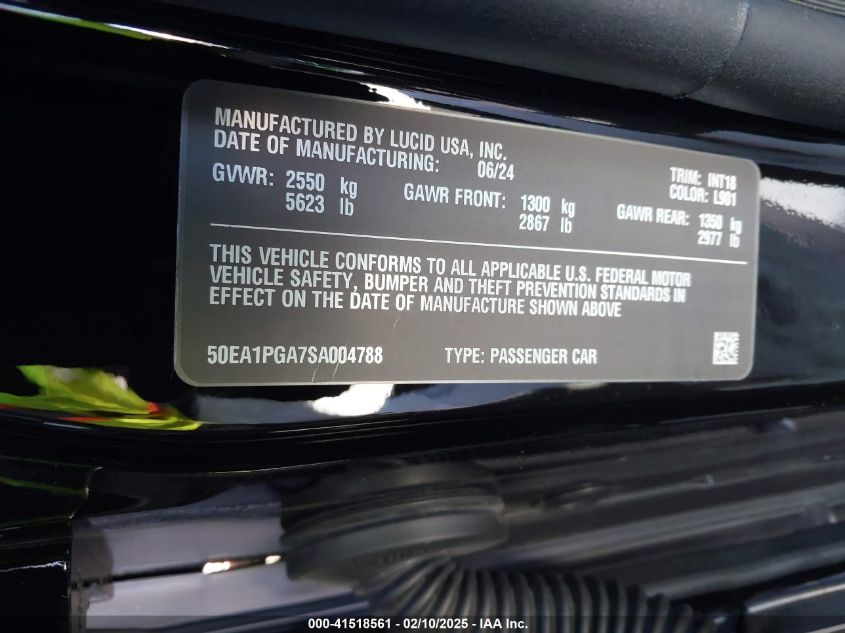 MANUFACTURED BY LUCID USA, INC.
DATE OF MANUFACTURING: 06/24
TRIM: INT18
COLOR: L901
GVWR: 2550 kg
5623 lb
GAWR FRONT: 1300 kg
2867 lb
GAWR REAR: 1350 kg
2977 lb
THIS VEHICLE CONFORMS TO ALL APPLICABLE U.S. FEDERAL MOTOR
VEHICLE SAFETY, BUMPER AND THEFT PREVENTION STANDARDS IN
EFFECT ON THE DATE OF MANUFACTURE SHOWN ABOVE
50EA1PGA7SA004788 TYPE: PASSENGER CAR
000-41518561 - 02/10/2025 - IAA Inc.